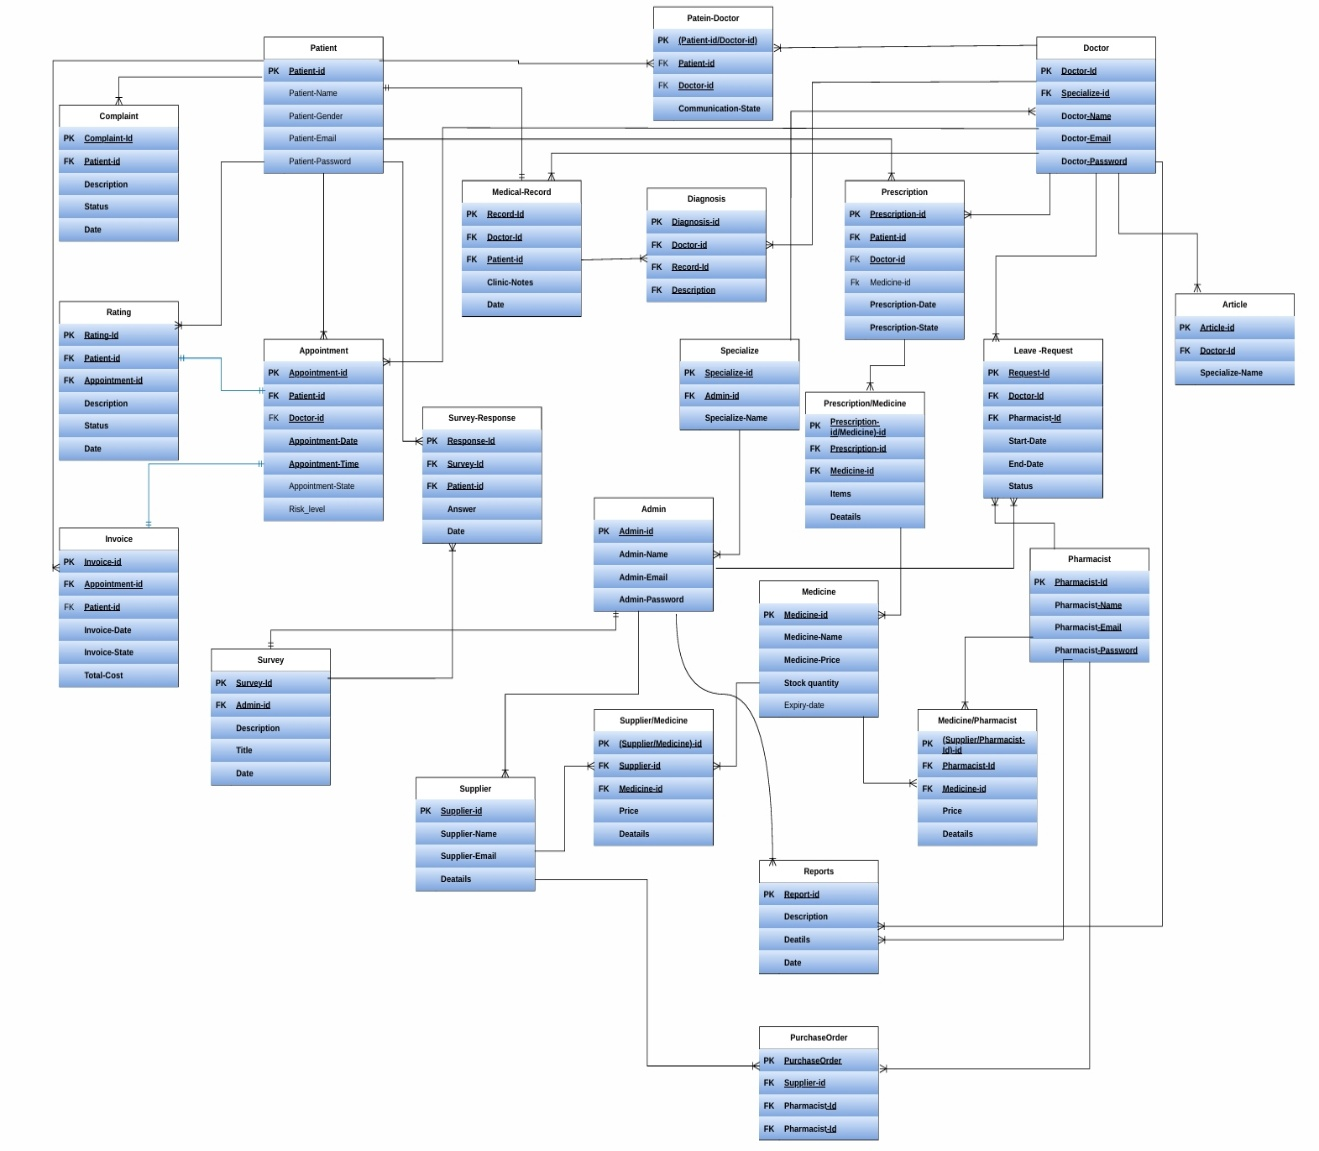 Patein-Doctor
PK (Patient-id/Doctor-id)
FK Patient-id
FK Doctor-id
Communication-State
Patient
PK Patient-id
Patient-Name
Patient-Gender
Patient-Email
Patient-Password
Doctor
PK Doctor-Id
FK Specialize-id
Doctor-Name
Doctor-Email
Doctor-Password
Complaint
PK Complaint-Id
FK Patient-id
Description
Status
Date
Medical-Record
PK Record-Id
FK Doctor-Id
FK Patient-id
Clinic-Notes
Date
Diagnosis
PK Diagnosis-id
FK Doctor-id
FK Record-Id
FK Description
Prescription
PK Prescription-id
FK Patient-id
FK Doctor-id
Fk Medicine-id
Prescription-Date
Prescription-State
Article
PK Article-id
FK Doctor-Id
Specialize-Name
Rating
PK Rating-Id
FK Patient-id
FK Appointment-id
Description
Status
Date
Appointment
PK Appointment-id
FK Patient-id
FK Doctor-id
Appointment-Date
Appointment-Time
Appointment-State
Risk_level
Specialize
PK Specialize-id
FK Admin-id
Specialize-Name
Leave -Request
PK Request-Id
FK Doctor-Id
FK Pharmacist-Id
Start-Date
End-Date
Status
Survey-Response
PK Response-Id
FK Survey-Id
FK Patient-id
Answer
Date
Prescription/Medicine
PK Prescription-
id/Medicine)-id
FK Prescription-id
FK Medicine-id
Items
Deatails
Admin
PK Admin-id
Admin-Name
Admin-Email
Admin-Password
Invoice
PK Invoice-id
FK Appointment-id
FK Patient-id
Invoice-Date
Invoice-State
Total-Cost
Pharmacist
PK Pharmacist-Id
Pharmacist-Name
Pharmacist-Email
Pharmacist-Password
Medicine
PK Medicine-id
Medicine-Name
Medicine-Price
Stock quantity
Expiry-date
Survey
PK Survey-Id
FK Admin-id
Description
Title
Date
Supplier/Medicine
PK (Supplier/Medicine)-id
FK Supplier-id
FK Medicine-id
Price
Deatails
Medicine/Pharmacist
PK (Supplier/Pharmacist-
Id)-id
FK Pharmacist-Id
FK Medicine-id
Price
Deatails
Supplier
PK Supplier-id
Supplier-Name
Supplier-Email
Deatails
Reports
PK Report-id
Description
Deatils
Date
PurchaseOrder
PK PurchaseOrder
FK Supplier-id
FK Pharmacist-Id
FK Pharmacist-Id